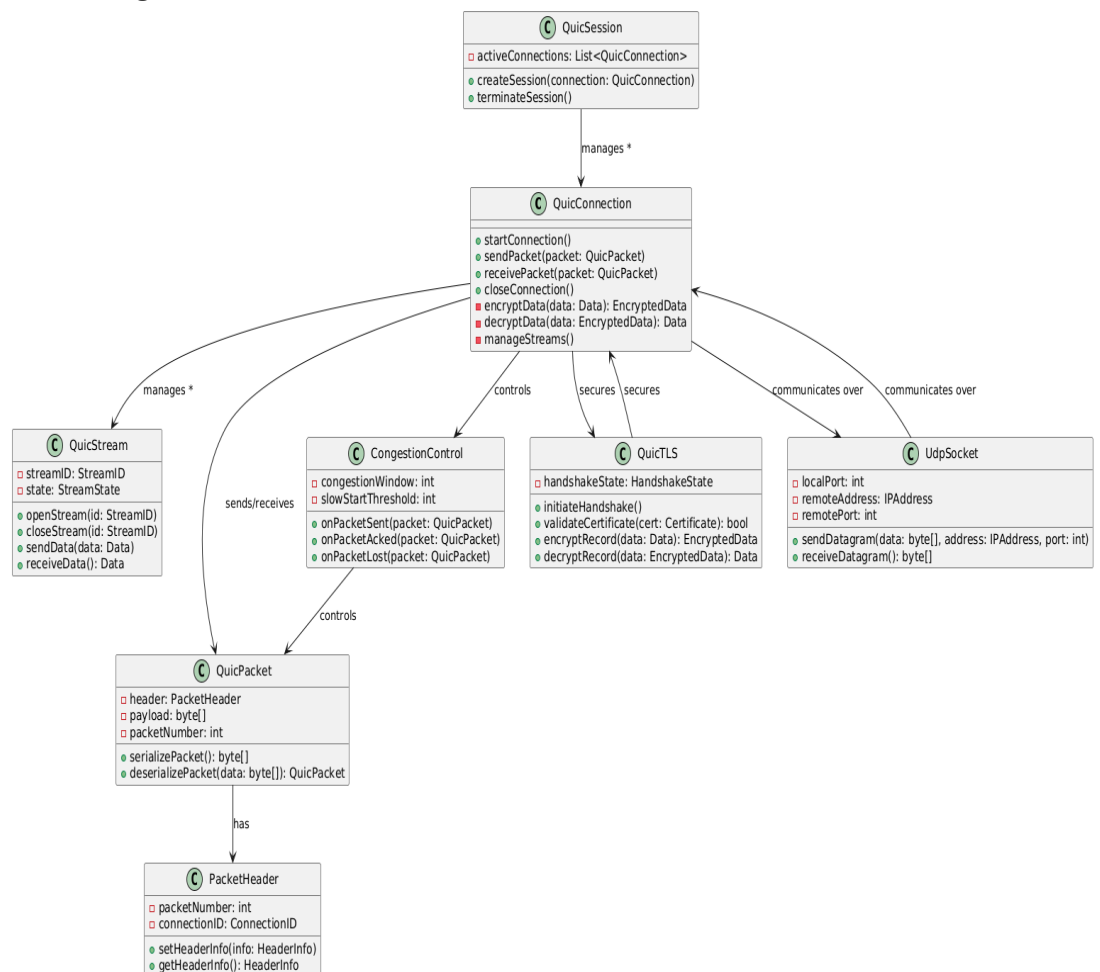 C QuicSession
activeConnections: List<QuicConnection>
createSession(connection: QuicConnection)
terminateSession()
manages *
C QuicConnection
startConnection()
sendPacket(packet: QuicPacket)
receivePacket(packet: QuicPacket)
closeConnection()
encryptData(data: Data): EncryptedData
decryptData(data: EncryptedData): Data
manageStreams()
manages *
sends/receives
controls
secures
secures
communicates over
communicates over
C QuicStream
streamID: StreamID
state: StreamState
openStream(id: StreamID)
closeStream(id: StreamID)
sendData(data: Data)
receiveData(): Data
C CongestionControl
congestionWindow: int
slowStartThreshold: int
onPacketSent(packet: QuicPacket)
onPacketAcked(packet: QuicPacket)
onPacketLost(packet: QuicPacket)
C QuicTLS
handshakeState: HandshakeState
initiateHandshake()
validateCertificate(cert: Certificate): bool
encryptRecord(data: Data): EncryptedData
decryptRecord(data: EncryptedData): Data
C UdpSocket
localPort: int
remoteAddress: IPAddress
remotePort: int
sendDatagram(data: byte[], address: IPAddress, port: int)
receiveDatagram(): byte[]
controls
C QuicPacket
header: PacketHeader
payload: byte[]
packetNumber: int
serializePacket(): byte[]
deserializePacket(data: byte[]): QuicPacket
has
C PacketHeader
packetNumber: int
connectionID: ConnectionID
setHeaderInfo(info: HeaderInfo)
getHeaderInfo(): HeaderInfo